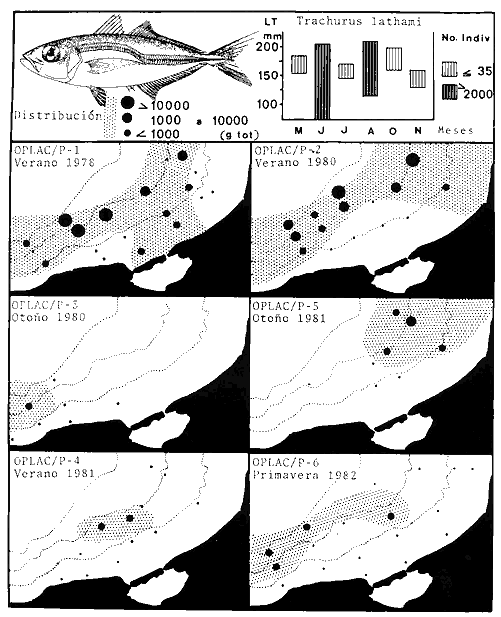 LT Trachurus lathami
mm
200
150
100
M J J A O N Meses
No. Indiv
≤ 35
> 2000
Distribución
> 10000
1000 a 10000
< 1000 (g tot)
OPLAC/P-1
Verano 1978
OPLAC/P-2
Verano 1980
OPLAC/P-3
Otoño 1980
OPLAC/P-5
Otoño 1981
OPLAC/P-4
Verano 1981
OPLAC/P-6
Primavera 1982